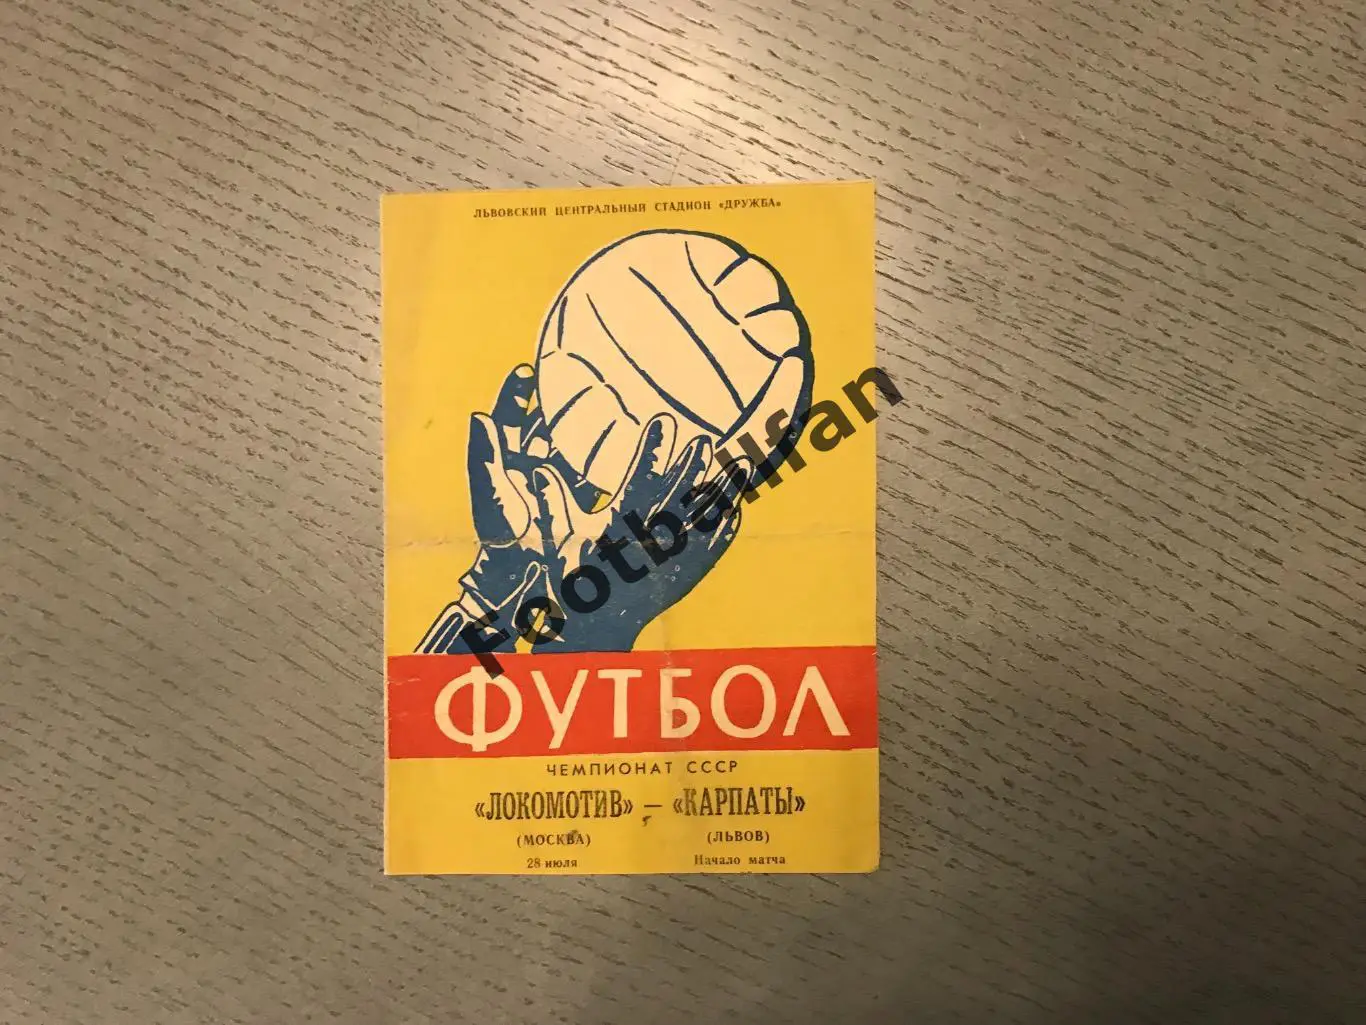 ЛЬВОВСКИЙ ЦЕНТРАЛЬНЫЙ СТАДИОН «ДРУЖБА»
Footballfan
ФУТБОЛ
ЧЕМПИОНАТ СССР
«ЛОКОМОТИВ» — «КАРПАТЫ»
(МОСКВА) (ЛЬВОВ)
28 июля Начало матча